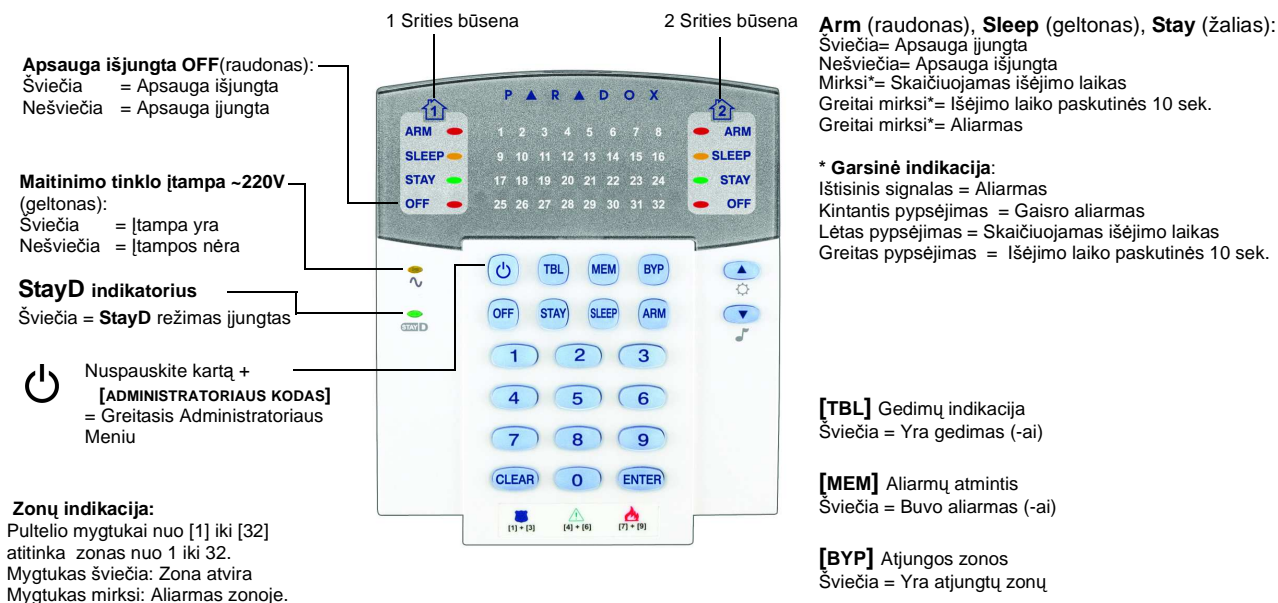 1 Srities būsena
2 Srities būsena
Apsauga išjungta OFF(raudonas):
Šviečia = Apsauga išjungta
Nešviečia = Apsauga įjungta
Maitinimo tinklo įtampa ~220V
(geltonas):
Šviečia = Įtampa yra
Nešviečia = Įtampos nėra
StayD indikatorius
Šviečia = StayD režimas įjungtas
Nuspauskite kartą +
[ADMINISTRATORIAUS KODAS]
= Greitasis Administratoriaus
Meniu
Zonų indikacija:
Pultelio mygtukai nuo [1] iki [32]
atitinka zonas nuo 1 iki 32.
Mygtukas šviečia: Zona atvira
Mygtukas mirksi: Aliarmas zonoje.
PARADOX
1
2
ARM 1 2 3 4 5 6 7 8 ARM
SLEEP 9 10 11 12 13 14 15 16 SLEEP
STAY 17 18 19 20 21 22 23 24 STAY
OFF 25 26 27 28 29 30 31 32 OFF
TBL MEM BYP
STAY D
OFF STAY SLEEP ARM
1 2 3
4 5 6
7 8 9
CLEAR 0 ENTER
[1] + [3] [4] + [6] [7] + [9]
Arm (raudonas), Sleep (geltonas), Stay (žalias):
Šviečia= Apsauga įjungta
Nešviečia= Apsauga išjungta
Mirksi*= Skaičiuojamas išėjimo laikas
Greitai mirksi*= Išėjimo laiko paskutinės 10 sek.
Greitai mirksi*= Aliarmas
* Garsinė indikacija:
Ištisinis signalas = Aliarmas
Kintantis pypsėjimas = Gaisro aliarmas
Lėtas pypsėjimas = Skaičiuojamas išėjimo laikas
Greitas pypsėjimas = Išėjimo laiko paskutinės 10 sek.
[TBL] Gedimų indikacija
Šviečia = Yra gedimas (-ai)
[MEM] Aliarmų atmintis
Šviečia = Buvo aliarmas (-ai)
[BYP] Atjungos zonos
Šviečia = Yra atjungtų zonų